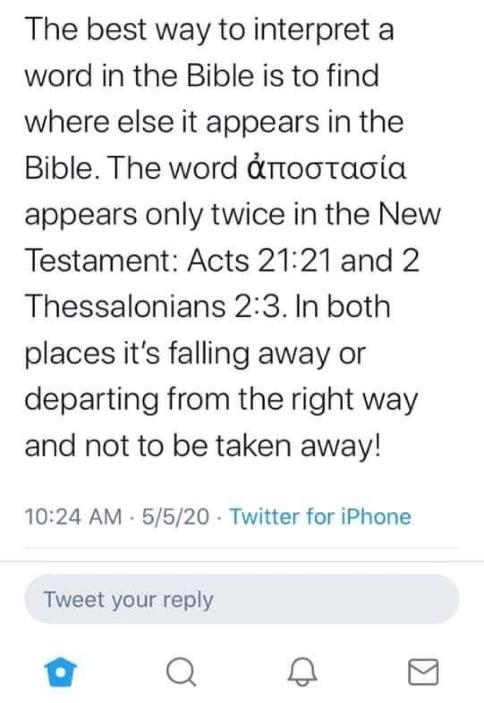 The best way to interpret a
word in the Bible is to find
where else it appears in the
Bible. The word ἀποστασία
appears only twice in the New
Testament: Acts 21:21 and 2
Thessalonians 2:3. In both
places it’s falling away or
departing from the right way
and not to be taken away!
10:24 AM · 5/5/20 · Twitter for iPhone
Tweet your reply